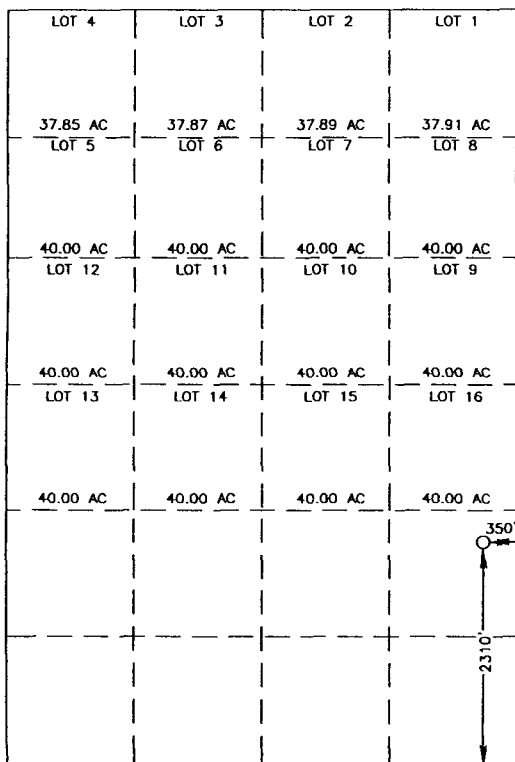 LOT 4 LOT 3 LOT 2 LOT 1
37.85 AC 37.87 AC 37.89 AC 37.91 AC
LOT 5 LOT 6 LOT 7 LOT 8
40.00 AC 40.00 AC 40.00 AC 40.00 AC
LOT 12 LOT 11 LOT 10 LOT 9
40.00 AC 40.00 AC 40.00 AC 40.00 AC
LOT 13 LOT 14 LOT 15 LOT 16
40.00 AC 40.00 AC 40.00 AC 40.00 AC
350'
2310'